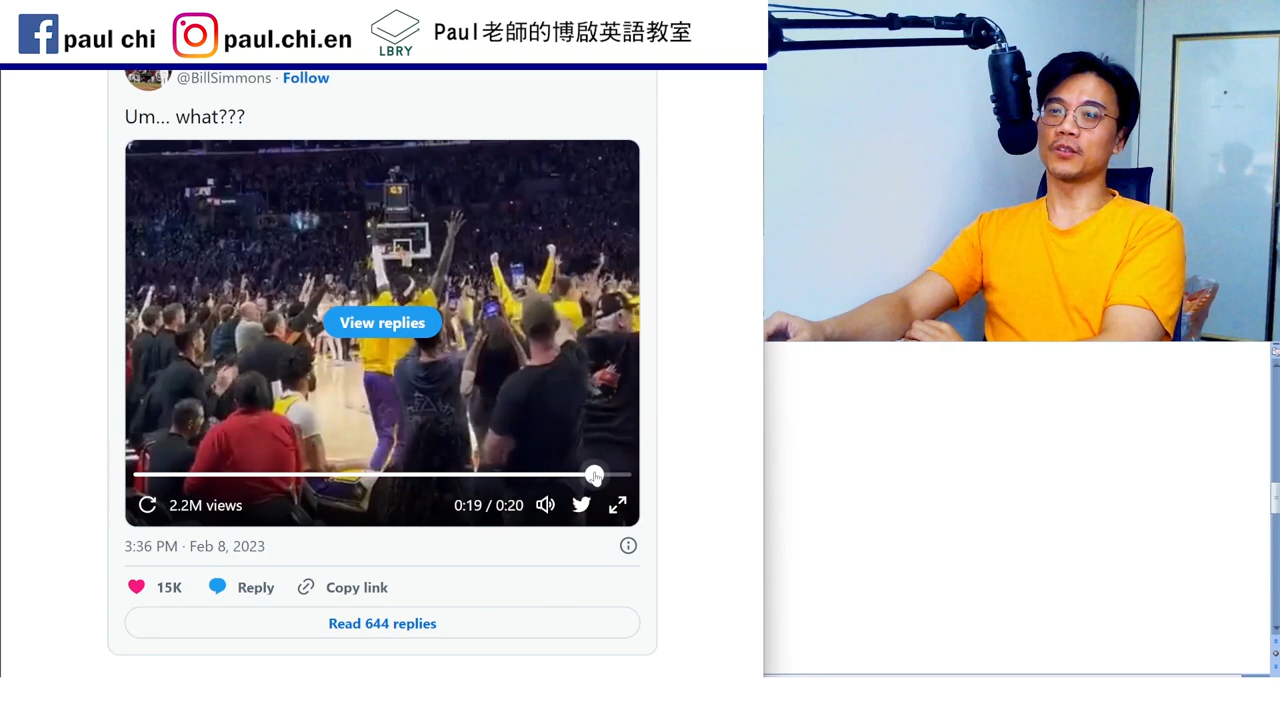 paul chi
paul.chi.en
LBRY
Paul老師的博啟英語教室
@BillSimmons · Follow
Um... what???
View replies
2.2M views
0:19 / 0:20
3:36 PM · Feb 8, 2023
15K
Reply
Copy link
Read 644 replies